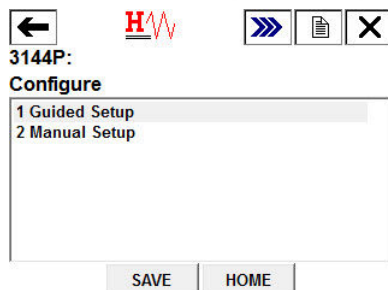 H
3144P:
Configure
1 Guided Setup
2 Manual Setup
SAVE HOME